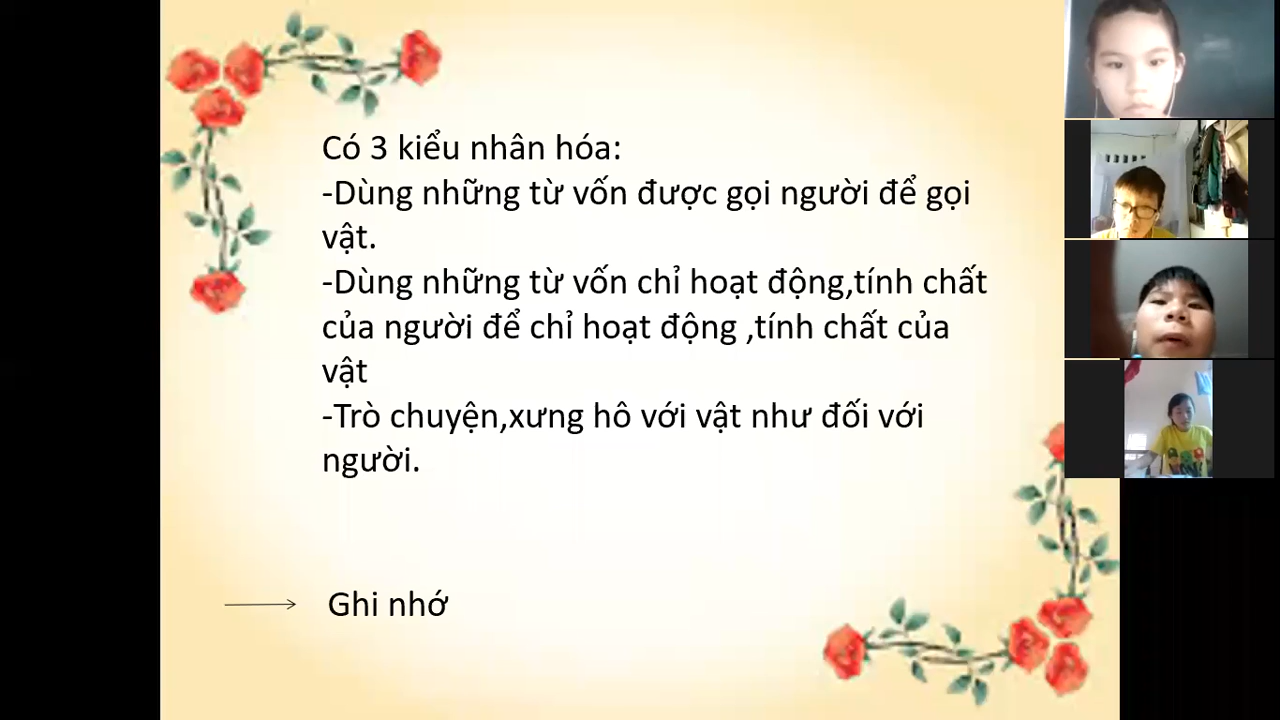 Có 3 kiểu nhân hóa:
-Dùng những từ vốn được gọi người để gọi
vật.
-Dùng những từ vốn chỉ hoạt động,tính chất
của người để chỉ hoạt động ,tính chất của
vật
-Trò chuyện,xưng hô với vật như đối với
người.
Ghi nhớ